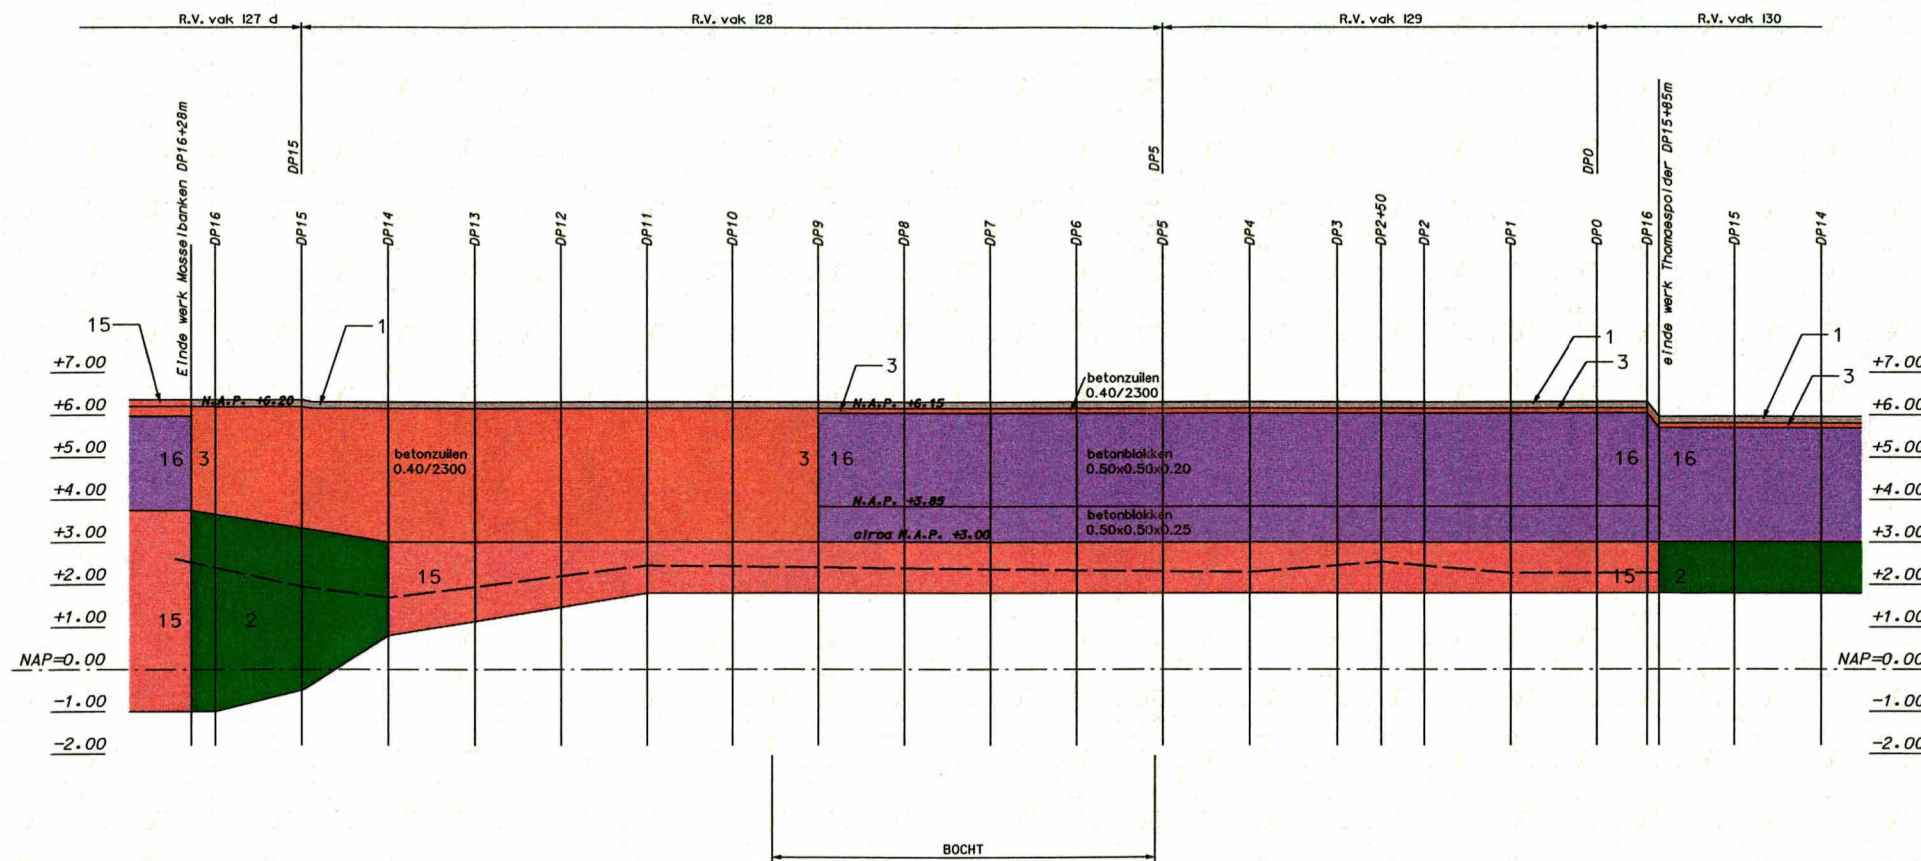 R.V. vak 127 d
R.V. vak 128
R.V. vak 129
R.V. vak 130
Einde werk Mosselbanken DP16+28m
DP15
DP5
DP0
einde werk Thomaespolder DP15+85m
DP16
DP15
DP14
DP13
DP12
DP11
DP10
DP9
DP8
DP7
DP6
DP5
DP4
DP3
DP2+50
DP2
DP1
DP0
DP16
DP15
DP14
15
1
3
1
3
1
3
+7.00
+6.00
+5.00
+4.00
+3.00
+2.00
+1.00
NAP=0.00
-1.00
-2.00
N.A.P. +6.20
N.A.P. +6.15
betonzuilen
0.40/2300
16
3
betonzuilen
0.40/2300
3
16
betonblokken
0.50x0.50x0.20
16
16
N.A.P. +3.85
betonblokken
0.50x0.50x0.25
circa N.A.P. +3.00
15
2
15
15
2
+7.00
+6.00
+5.00
+4.00
+3.00
+2.00
+1.00
NAP=0.00
-1.00
-2.00
BOCHT